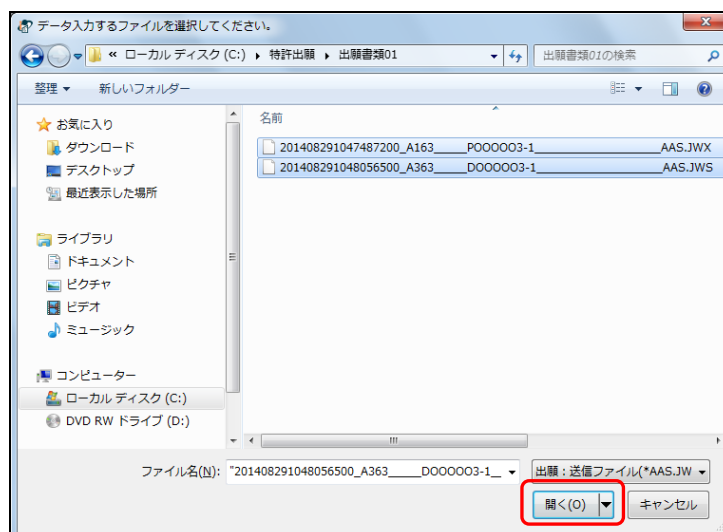 データ入力するファイルを選択してください。
« ローカル ディスク (C:) ▸ 特許出願 ▸ 出願書類01
出願書類01の検索
整理 ▼ 新しいフォルダー
お気に入り
ダウンロード
デスクトップ
最近表示した場所
ライブラリ
ドキュメント
ピクチャ
ビデオ
ミュージック
コンピューター
ローカル ディスク (C:)
DVD RW ドライブ (D:)
名前
201408291047487200_A163_____POOOOO3-1__________________AAS.JWX
201408291048056500_A363_____DOOOOO3-1__________________AAS.JWS
ファイル名(N): "201408291048056500_A363_____DOOOOO3-1_
出願:送信ファイル(*AAS.JW
開く(O)
キャンセル